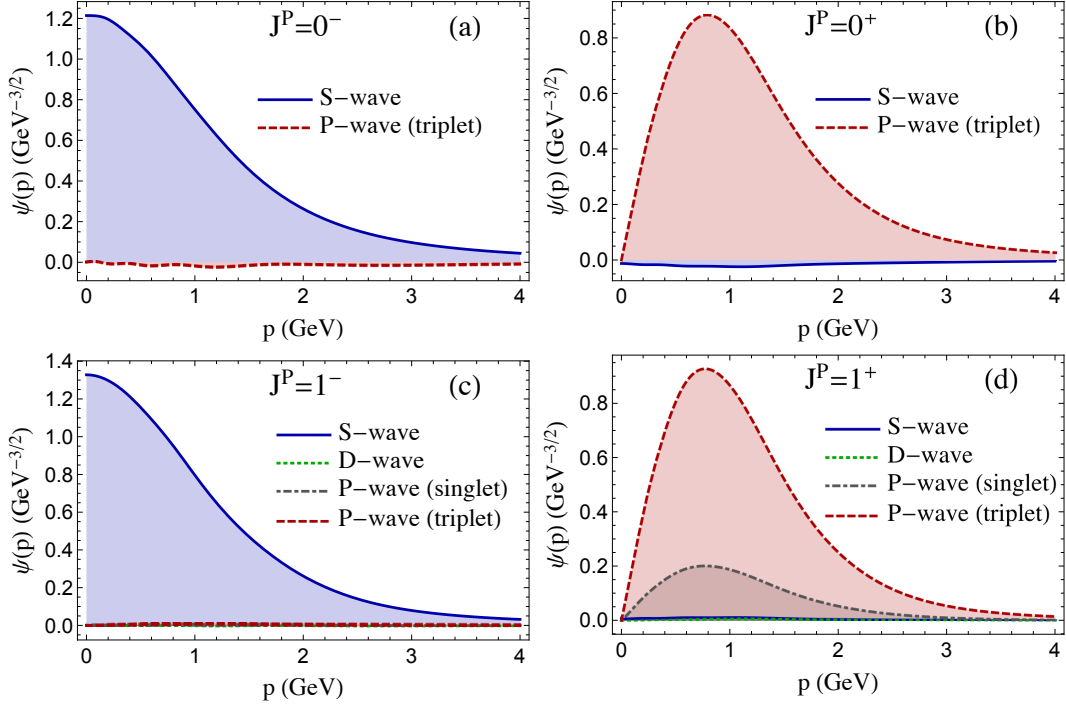 J^P=0^- (a)
S−wave
P−wave (triplet)
ψ(p) (GeV^{−3/2})
1.2
1.0
0.8
0.6
0.4
0.2
0.0
0 1 2 3 4
p (GeV)
J^P=0^+ (b)
S−wave
P−wave (triplet)
ψ(p) (GeV^{−3/2})
0.8
0.6
0.4
0.2
0.0
0 1 2 3 4
p (GeV)
J^P=1^- (c)
S−wave
D−wave
P−wave (singlet)
P−wave (triplet)
ψ(p) (GeV^{−3/2})
1.4
1.2
1.0
0.8
0.6
0.4
0.2
0.0
0 1 2 3 4
p (GeV)
J^P=1^+ (d)
S−wave
D−wave
P−wave (singlet)
P−wave (triplet)
ψ(p) (GeV^{−3/2})
0.8
0.6
0.4
0.2
0.0
0 1 2 3 4
p (GeV)